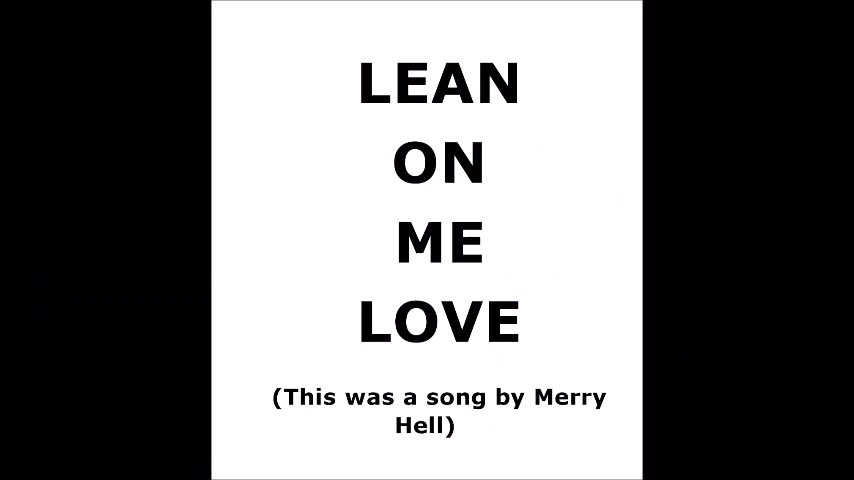 LEAN
ON
ME
LOVE
(This was a song by Merry
Hell)